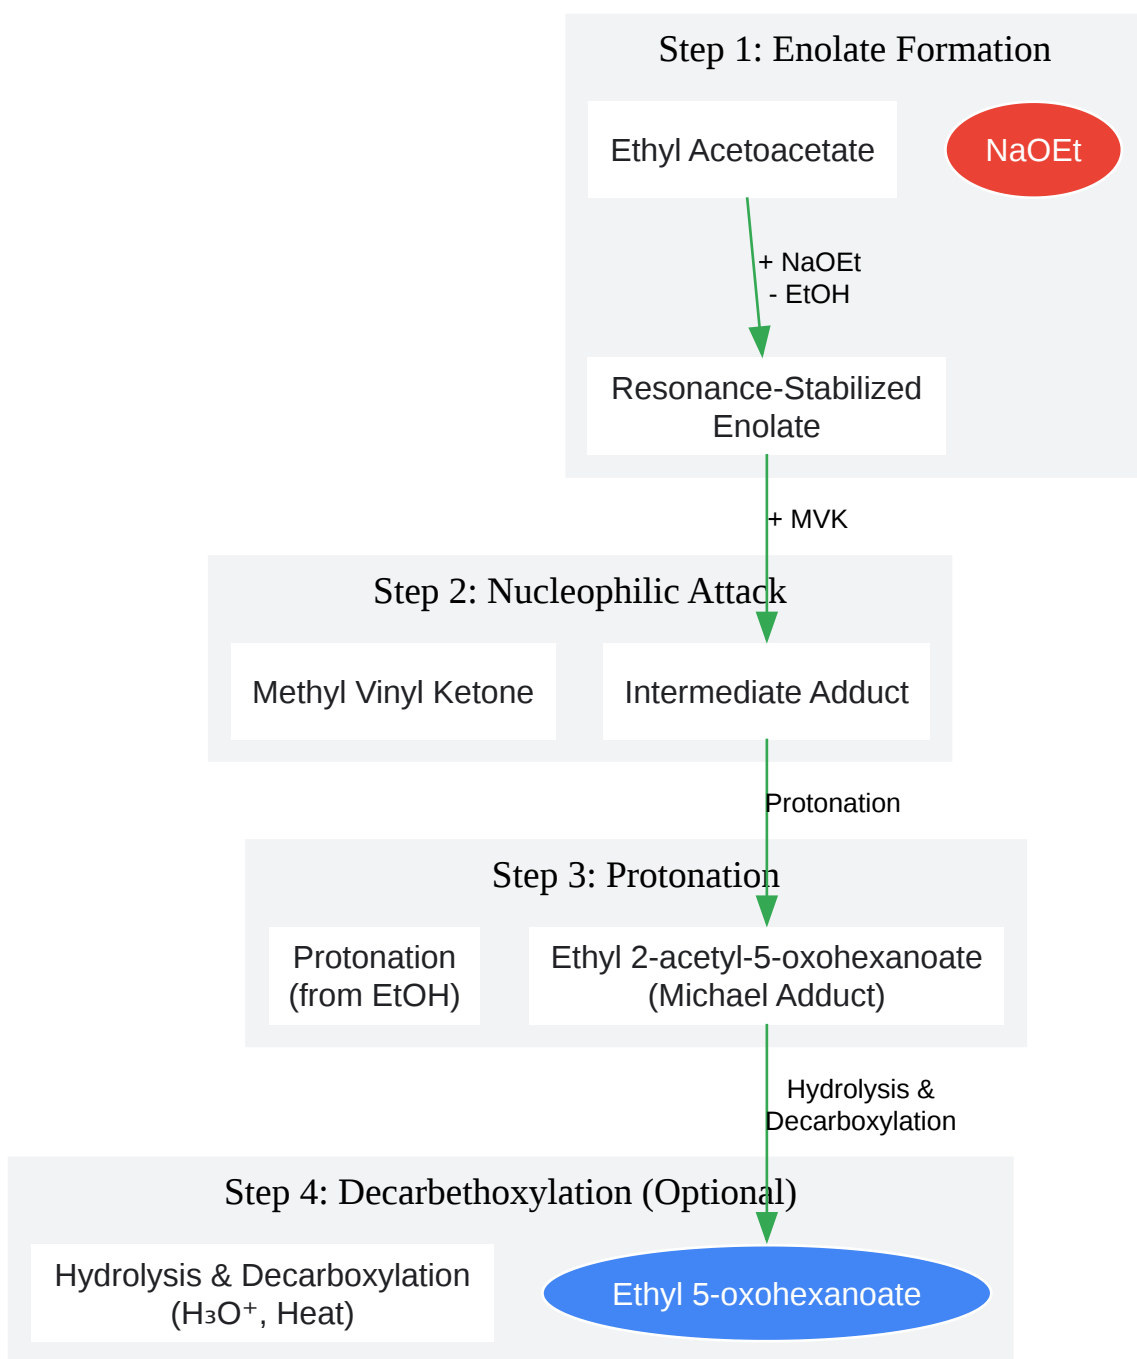 Step 1: Enolate Formation
Ethyl Acetoacetate
NaOEt
+ NaOEt
- EtOH
Resonance-Stabilized
Enolate
+ MVK
Step 2: Nucleophilic Attack
Methyl Vinyl Ketone
Intermediate Adduct
Protonation
Step 3: Protonation
Protonation
(from EtOH)
Ethyl 2-acetyl-5-oxohexanoate
(Michael Adduct)
Hydrolysis &
Decarboxylation
Step 4: Decarbethoxylation (Optional)
Hydrolysis & Decarboxylation
(H₃O⁺, Heat)
Ethyl 5-oxohexanoate